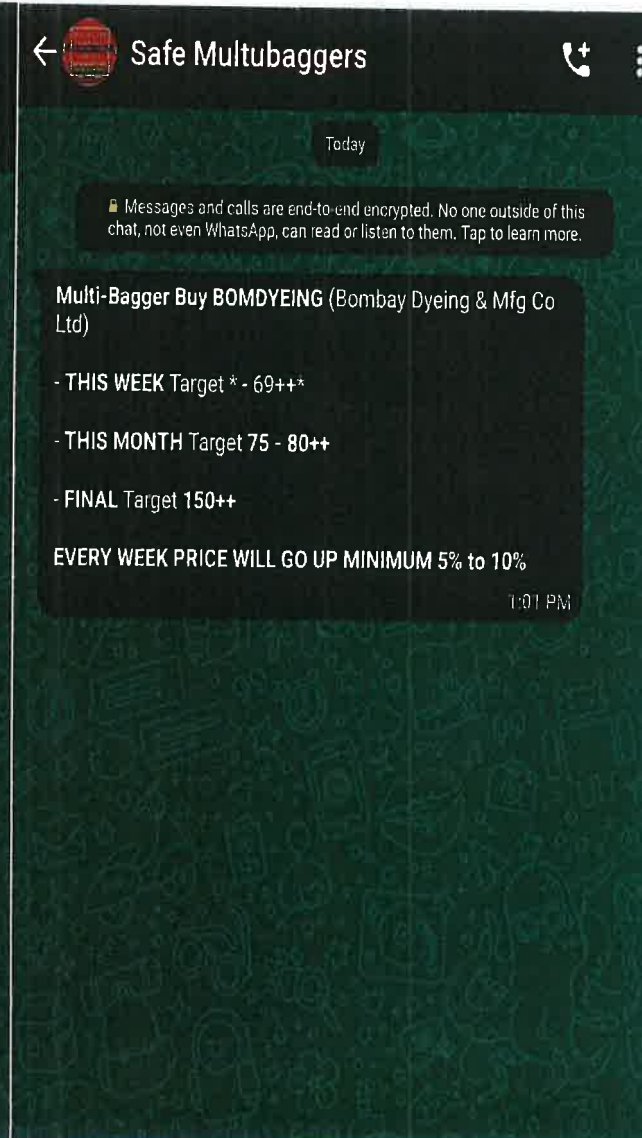 Safe Multubaggers
Today
Messages and calls are end-to-end encrypted. No one outside of this
chat, not even WhatsApp, can read or listen to them. Tap to learn more.
Multi-Bagger Buy BOMDYEING (Bombay Dyeing & Mfg Co
Ltd)
- THIS WEEK Target * - 69++*
- THIS MONTH Target 75 - 80++
- FINAL Target 150++
EVERY WEEK PRICE WILL GO UP MINIMUM 5% to 10%
1:01 PM